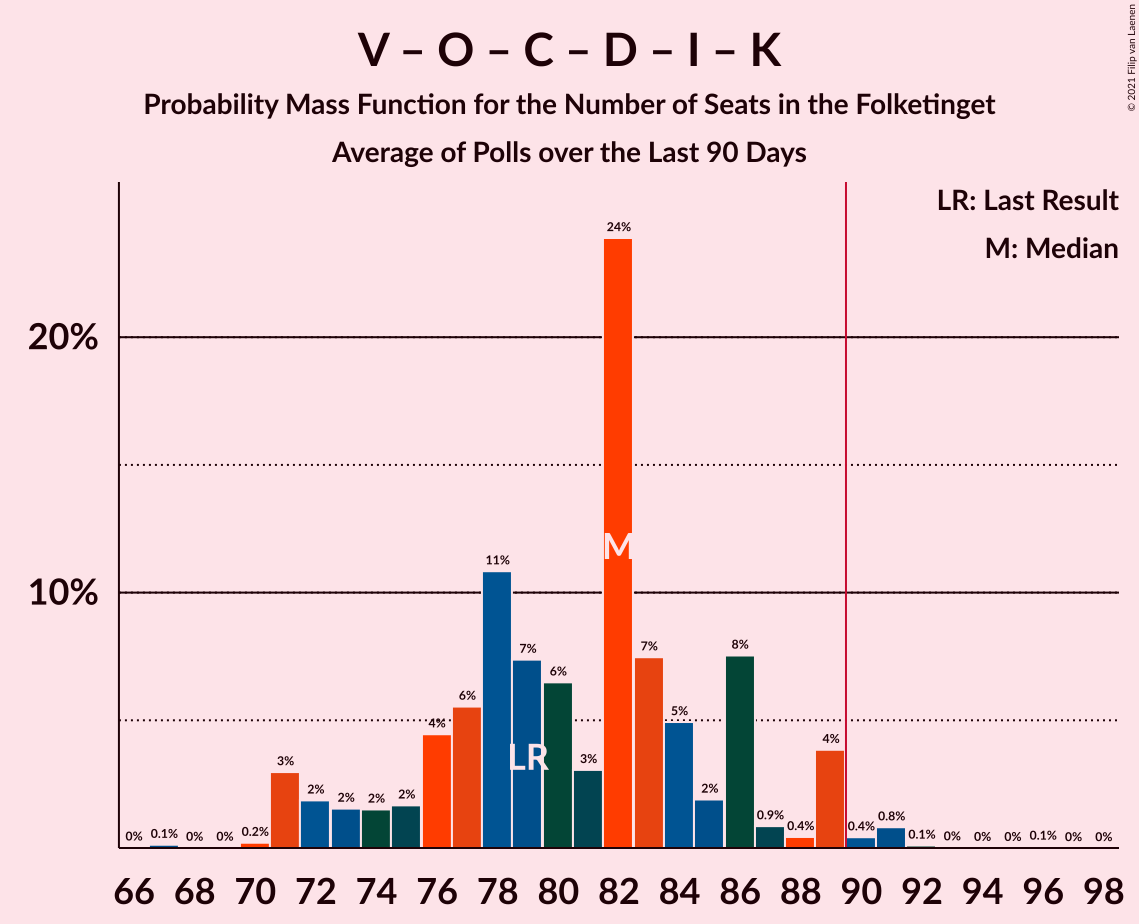 V – O – C – D – I – K
Probability Mass Function for the Number of Seats in the Folketinget
Average of Polls over the Last 90 Days
© 2021 Filip van Laenen
LR: Last Result
M: Median
20%
10%
0% 0.1% 0% 0% 0.2% 3% 2% 2% 2% 2% 4% 6% 11% 7% 6% 3% 24% 7% 5% 2% 8% 0.9% 0.4% 4% 0.4% 0.8% 0.1% 0% 0% 0% 0.1% 0% 0%
M
LR
66 68 70 72 74 76 78 80 82 84 86 88 90 92 94 96 98